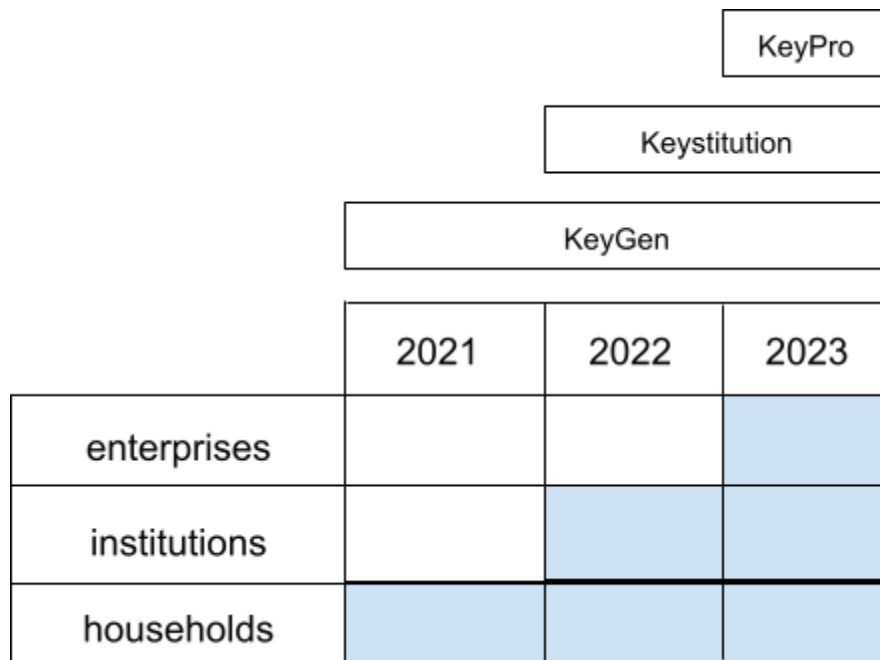 KeyPro
Keystitution
KeyGen
2021 2022 2023
enterprises
institutions
households